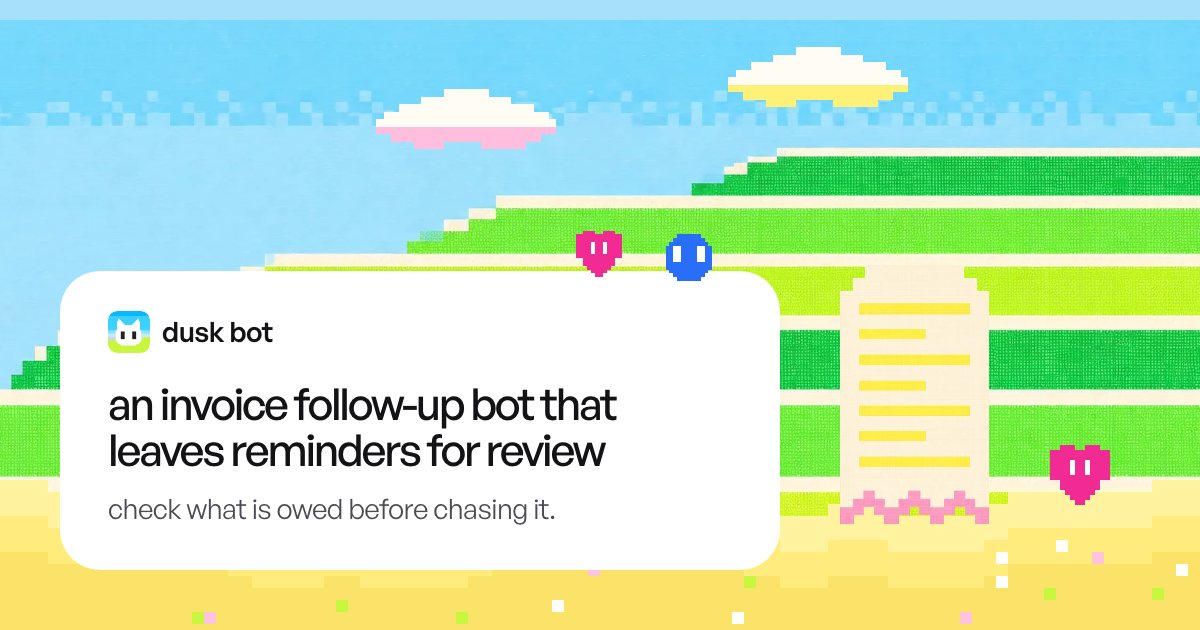 dusk bot
an invoice follow-up bot that
leaves reminders for review
check what is owed before chasing it.